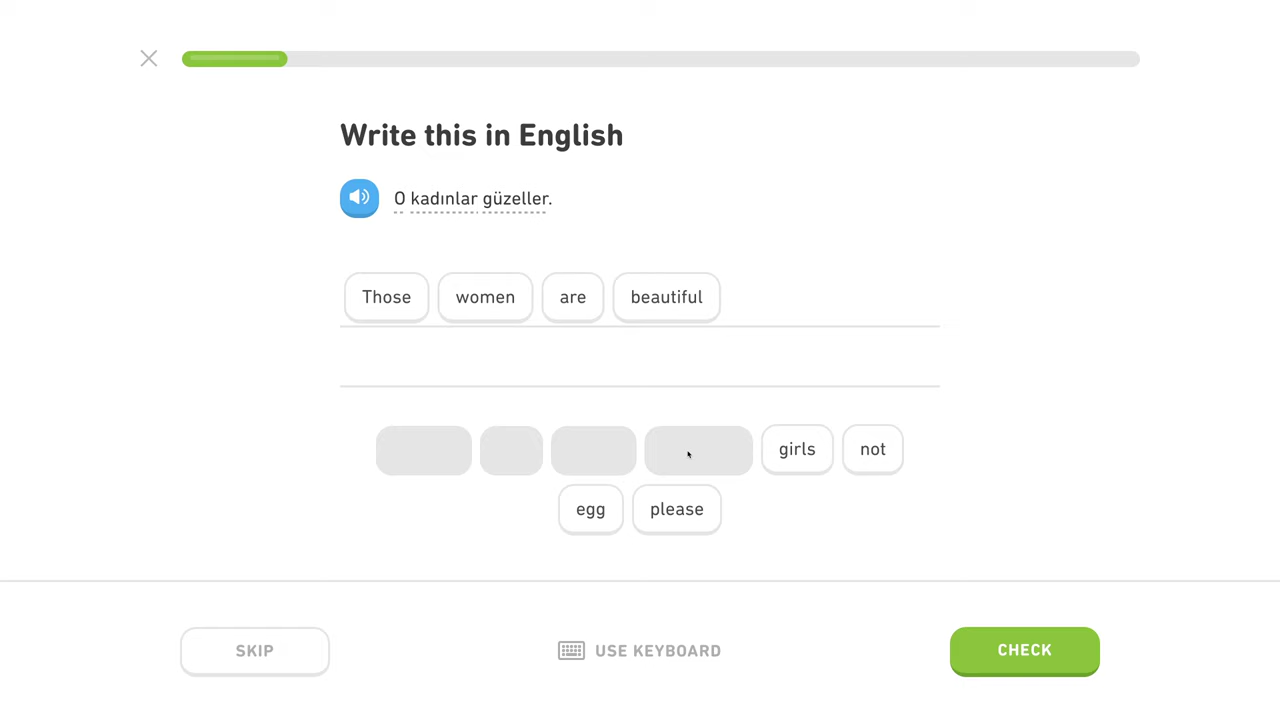 Write this in English
O kadınlar güzeller.
Those women are beautiful
girls not
egg please
SKIP USE KEYBOARD CHECK